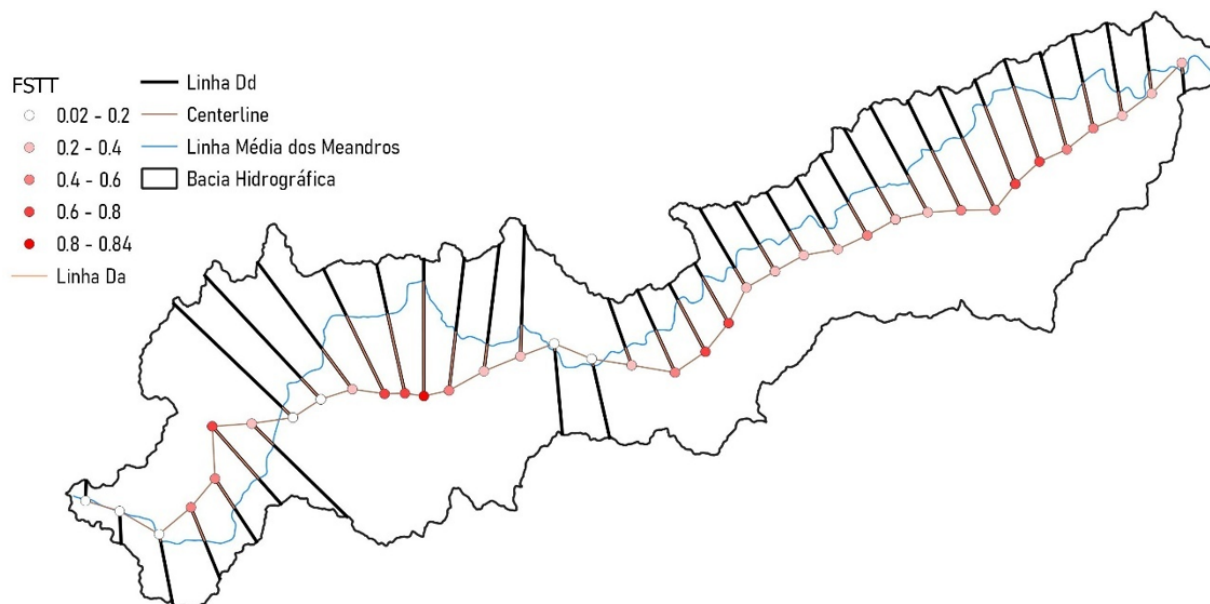 FSTT
0.02 - 0.2
0.2 - 0.4
0.4 - 0.6
0.6 - 0.8
0.8 - 0.84
Linha Da
Linha Dd
Centerline
Linha Média dos Meandros
Bacia Hidrográfica